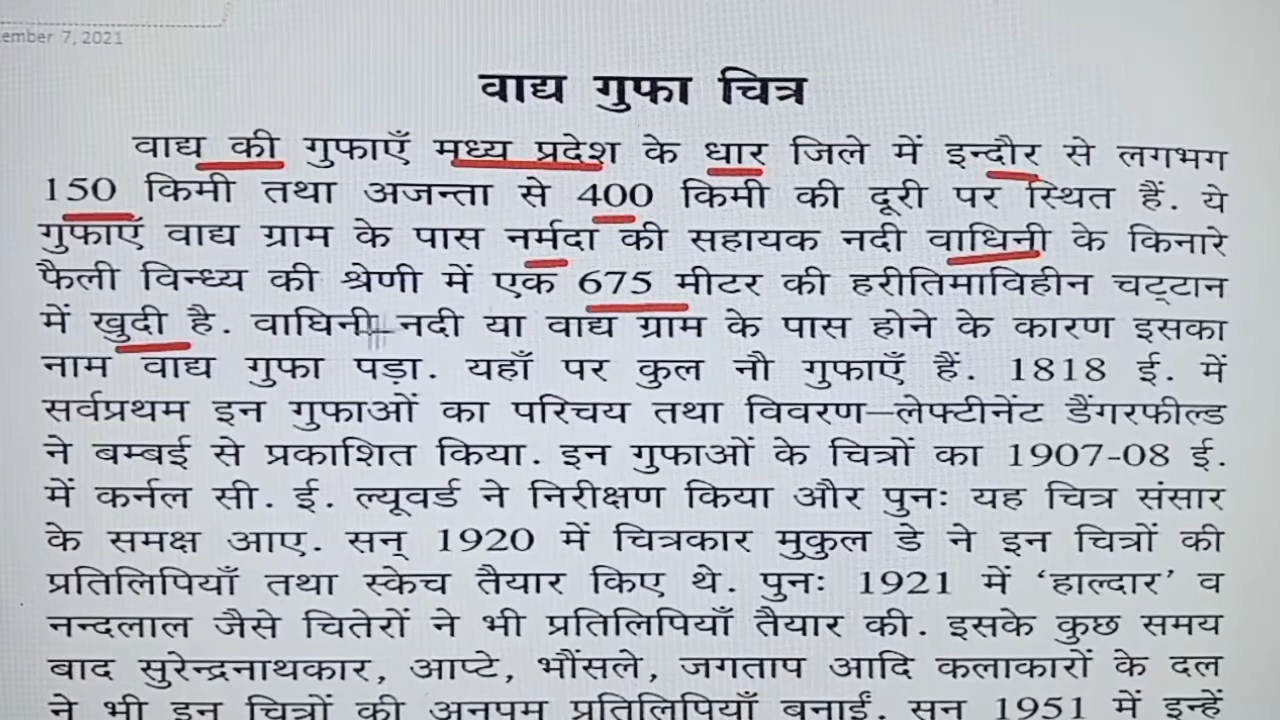 ember 7, 2021
वाद्य गुफा चित्र
वाद्य की गुफाएँ मध्य प्रदेश के धार जिले में इन्दौर से लगभग
150 किमी तथा अजन्ता से 400 किमी की दूरी पर स्थित हैं. ये
गुफाएँ वाद्य ग्राम के पास नर्मदा की सहायक नदी वाधिनी के किनारे
फैली विन्ध्य की श्रेणी में एक 675 मीटर की हरीतिमाविहीन चट्टान
में खुदी है. वाघिनी नदी या वाद्य ग्राम के पास होने के कारण इसका
नाम वाद्य गुफा पड़ा. यहाँ पर कुल नौ गुफाएँ हैं. 1818 ई. में
सर्वप्रथम इन गुफाओं का परिचय तथा विवरण–लेफ्टीनेंट डैंगरफील्ड
ने बम्बई से प्रकाशित किया. इन गुफाओं के चित्रों का 1907-08 ई.
में कर्नल सी. ई. ल्यूवर्ड ने निरीक्षण किया और पुनः यह चित्र संसार
के समक्ष आए. सन् 1920 में चित्रकार मुकुल डे ने इन चित्रों की
प्रतिलिपियाँ तथा स्केच तैयार किए थे. पुनः 1921 में ‘हाल्दार’ व
नन्दलाल जैसे चितेरों ने भी प्रतिलिपियाँ तैयार की. इसके कुछ समय
बाद सुरेन्द्रनाथकार, आप्टे, भौंसले, जगताप आदि कलाकारों के दल
ने भी इन चित्रों की अनुपम प्रतिलिपियाँ बनाईं. सन् 1951 में इन्हें